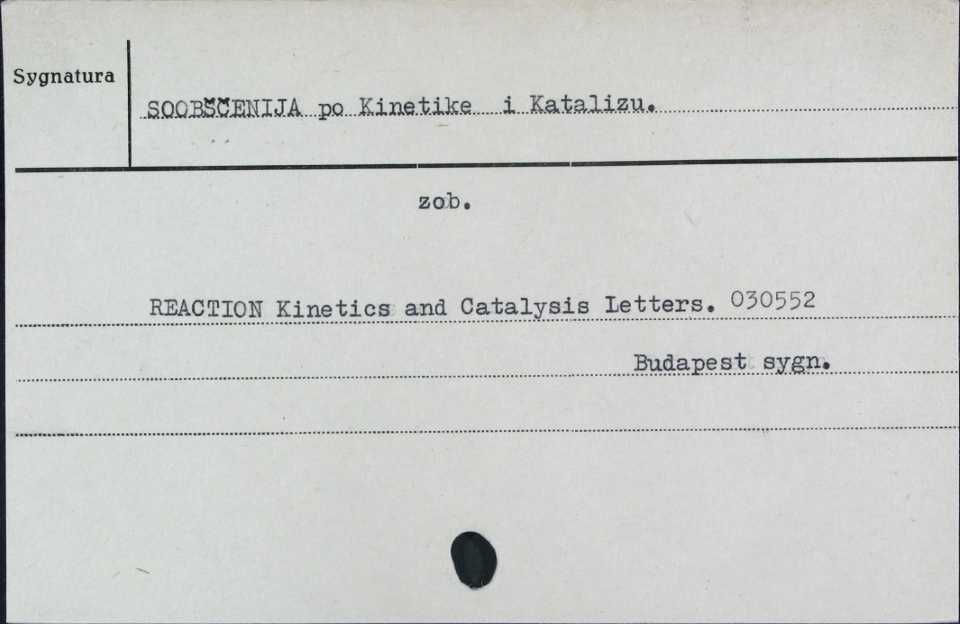 Sygnatura
SOOBŠČENIJA po Kinetike i Katalizu.
zob.
REACTION Kinetics and Catalysis Letters. 030552
Budapest sygn.